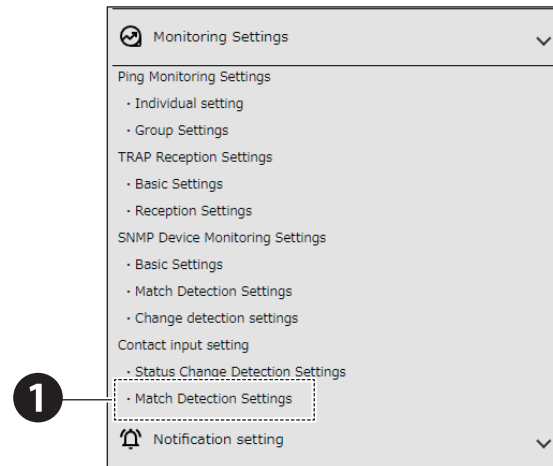 Monitoring Settings
Ping Monitoring Settings
・Individual setting
・Group Settings
TRAP Reception Settings
・Basic Settings
・Reception Settings
SNMP Device Monitoring Settings
・Basic Settings
・Match Detection Settings
・Change detection settings
Contact input setting
・Status Change Detection Settings
1 ・Match Detection Settings
Notification setting